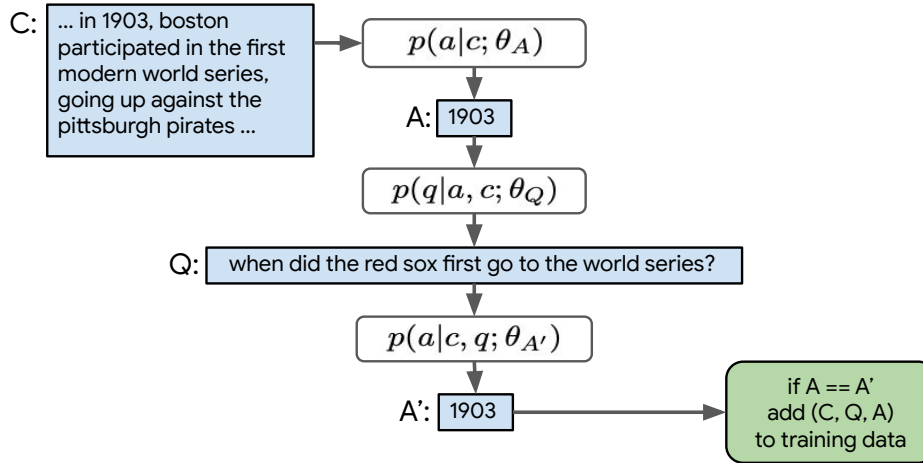 C:
... in 1903, boston
participated in the first
modern world series,
going up against the
pittsburgh pirates ...
p(a|c; θ_A)
A: 1903
p(q|a, c; θ_Q)
Q: when did the red sox first go to the world series?
p(a|c, q; θ_{A'})
A': 1903
if A == A'
add (C, Q, A)
to training data